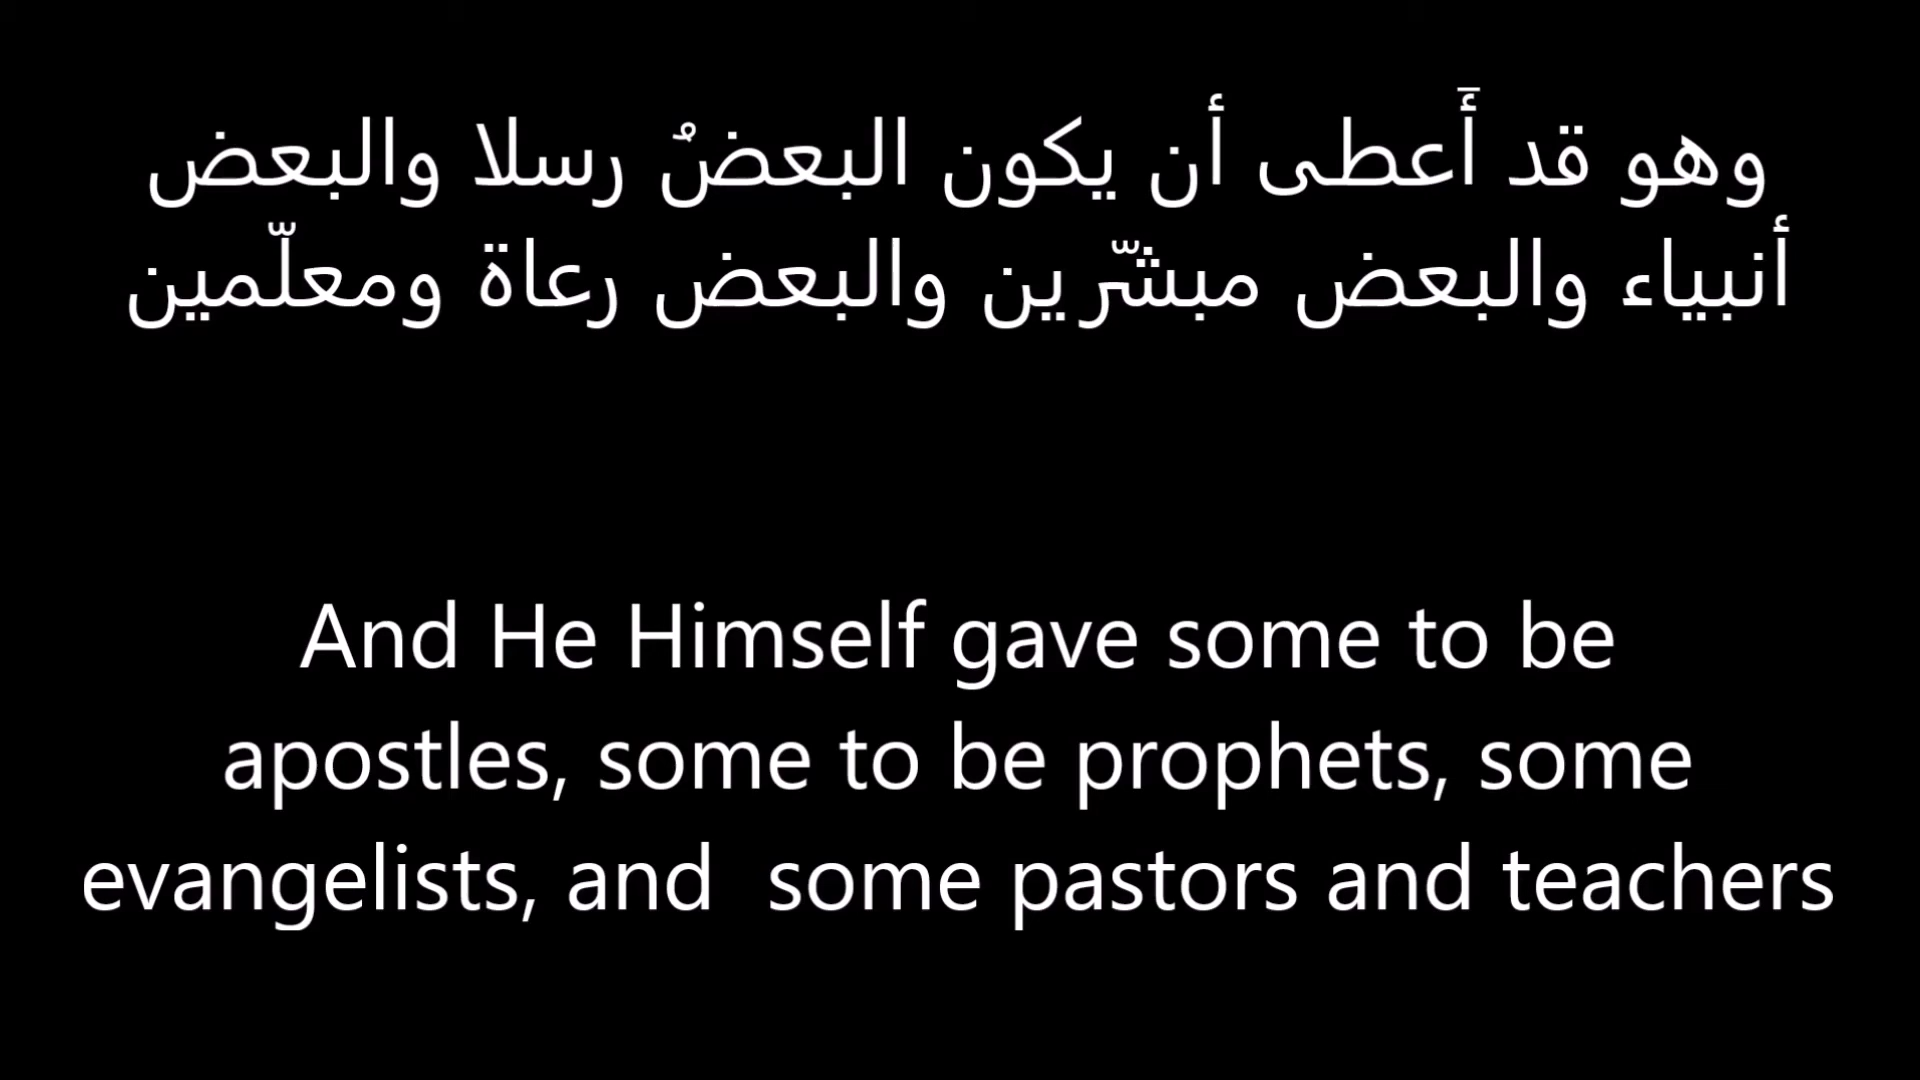 وهو قد أَعطى أن يكون البعضُ رسلا والبعض
أنبياء والبعض مبشّرين والبعض رعاة ومعلّمين
And He Himself gave some to be
apostles, some to be prophets, some
evangelists, and  some pastors and teachers